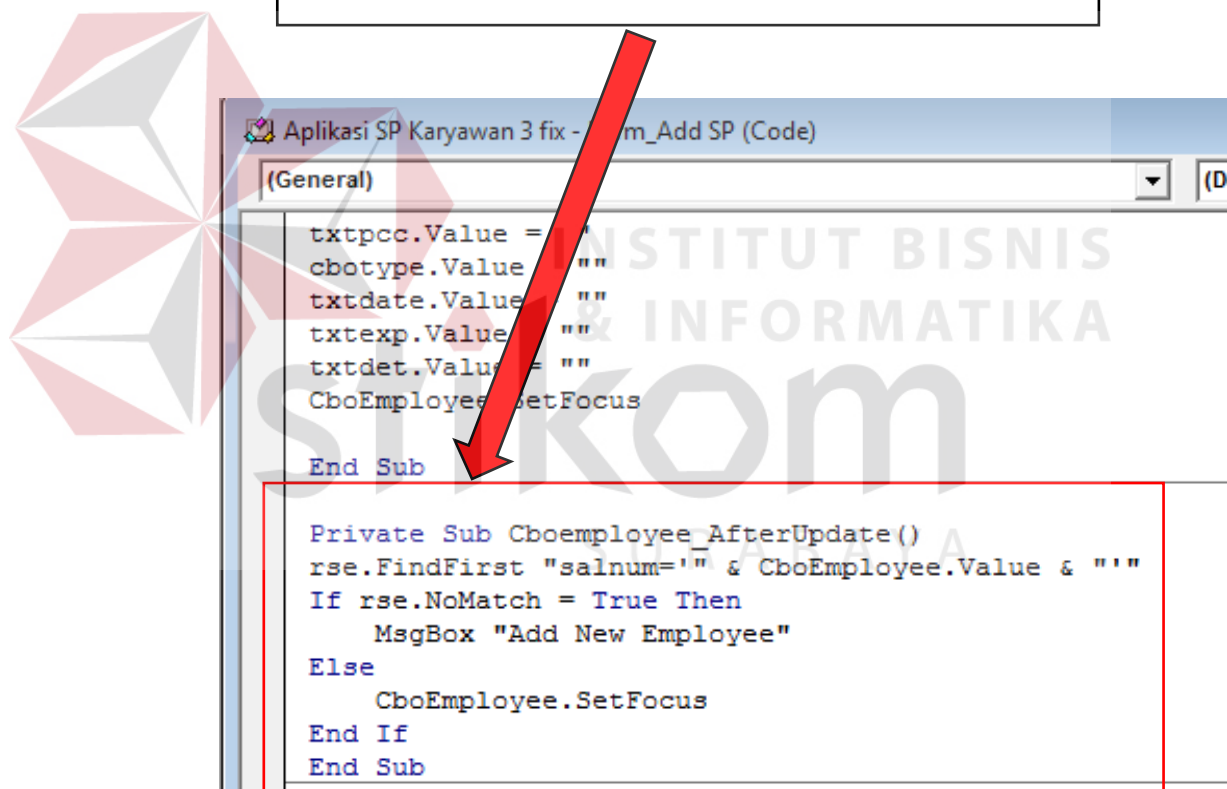 Aplikasi SP Karyawan 3 fix - m_Add SP (Code)
(General)
(D
txtpcc.Value = "
cbotype.Value ""
txtdate.Value ""
txtexp.Value ""
txtdet.Value = ""
CboEmployee.SetFocus
End Sub
Private Sub Cboemployee_AfterUpdate()
rse.FindFirst "salnum='" & CboEmployee.Value & "'"
If rse.NoMatch = True Then
MsgBox "Add New Employee"
Else
CboEmployee.SetFocus
End If
End Sub
INSTITUT BISNIS
& INFORMATIKA
stikom
SURABAYA